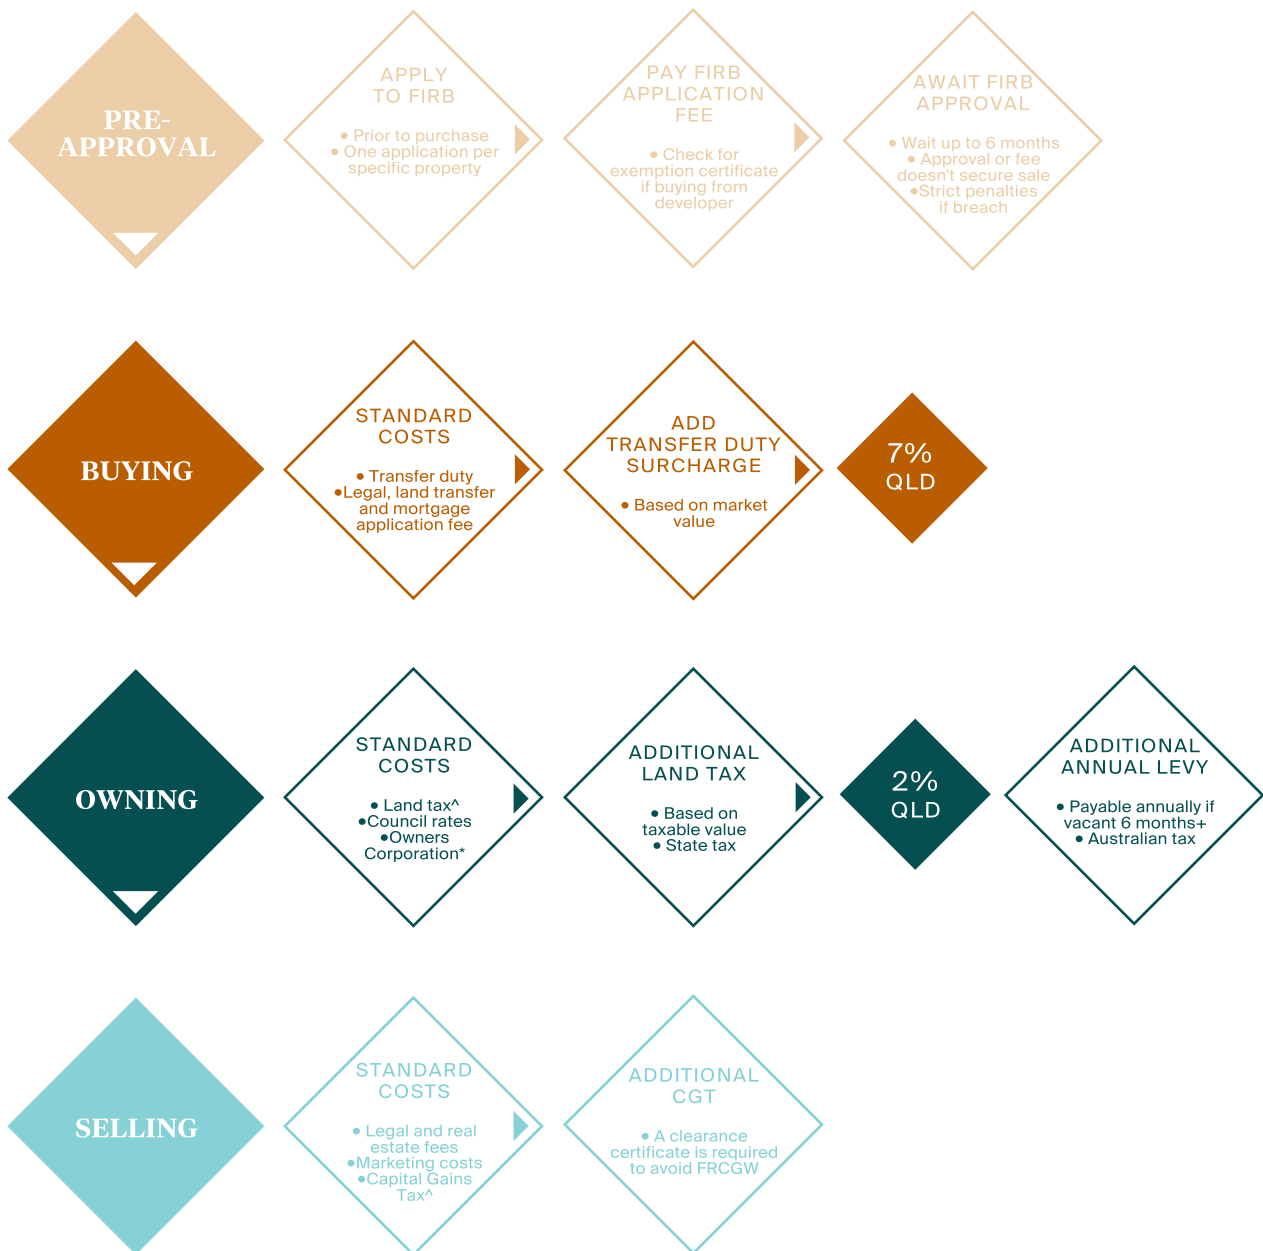 PRE-
APPROVAL
APPLY
TO FIRB
● Prior to purchase
● One application per
specific property
PAY FIRB
APPLICATION
FEE
● Check for
exemption certificate
if buying from
developer
AWAIT FIRB
APPROVAL
● Wait up to 6 months
● Approval or fee
doesn't secure sale
●Strict penalties
if breach
BUYING
STANDARD
COSTS
● Transfer duty
●Legal, land transfer
and mortgage
application fee
ADD
TRANSFER DUTY
SURCHARGE
● Based on market
value
7%
QLD
OWNING
STANDARD
COSTS
● Land tax^
●Council rates
●Owners
Corporation*
ADDITIONAL
LAND TAX
● Based on
taxable value
● State tax
2%
QLD
ADDITIONAL
ANNUAL LEVY
● Payable annually if
vacant 6 months+
● Australian tax
SELLING
STANDARD
COSTS
● Legal and real
estate fees
●Marketing costs
●Capital Gains
Tax^
ADDITIONAL
CGT
● A clearance
certificate is required
to avoid FRCGW